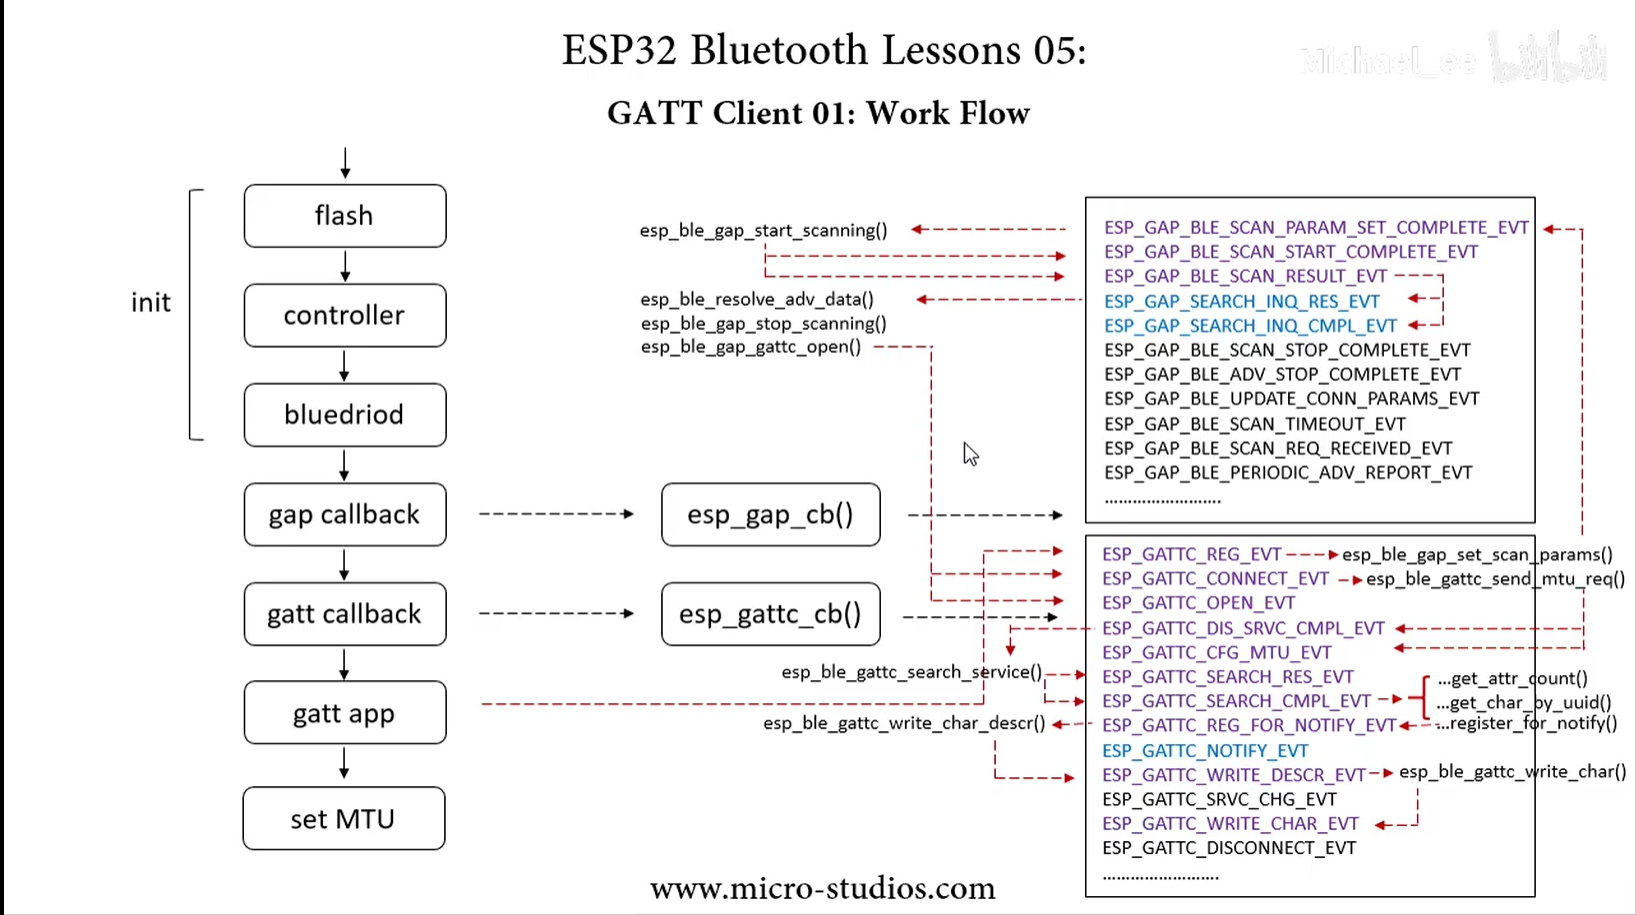 ESP32 Bluetooth Lessons 05:
Michael_ee bilibili
GATT Client 01: Work Flow
init
flash
controller
bluedriod
gap callback
gatt callback
gatt app
set MTU
esp_gap_cb()
esp_gattc_cb()
esp_ble_gap_start_scanning()
esp_ble_resolve_adv_data()
esp_ble_gap_stop_scanning()
esp_ble_gap_gattc_open()
esp_ble_gattc_search_service()
esp_ble_gattc_write_char_descr()
ESP_GAP_BLE_SCAN_PARAM_SET_COMPLETE_EVT
ESP_GAP_BLE_SCAN_START_COMPLETE_EVT
ESP_GAP_BLE_SCAN_RESULT_EVT
ESP_GAP_SEARCH_INQ_RES_EVT
ESP_GAP_SEARCH_INQ_CMPL_EVT
ESP_GAP_BLE_SCAN_STOP_COMPLETE_EVT
ESP_GAP_BLE_ADV_STOP_COMPLETE_EVT
ESP_GAP_BLE_UPDATE_CONN_PARAMS_EVT
ESP_GAP_BLE_SCAN_TIMEOUT_EVT
ESP_GAP_BLE_SCAN_REQ_RECEIVED_EVT
ESP_GAP_BLE_PERIODIC_ADV_REPORT_EVT
........................
ESP_GATTC_REG_EVT esp_ble_gap_set_scan_params()
ESP_GATTC_CONNECT_EVT esp_ble_gattc_send_mtu_req()
ESP_GATTC_OPEN_EVT
ESP_GATTC_DIS_SRVC_CMPL_EVT
ESP_GATTC_CFG_MTU_EVT
ESP_GATTC_SEARCH_RES_EVT ...get_attr_count()
ESP_GATTC_SEARCH_CMPL_EVT ...get_char_by_uuid()
ESP_GATTC_REG_FOR_NOTIFY_EVT ...register_for_notify()
ESP_GATTC_NOTIFY_EVT
ESP_GATTC_WRITE_DESCR_EVT esp_ble_gattc_write_char()
ESP_GATTC_SRVC_CHG_EVT
ESP_GATTC_WRITE_CHAR_EVT
ESP_GATTC_DISCONNECT_EVT
........................
www.micro-studios.com